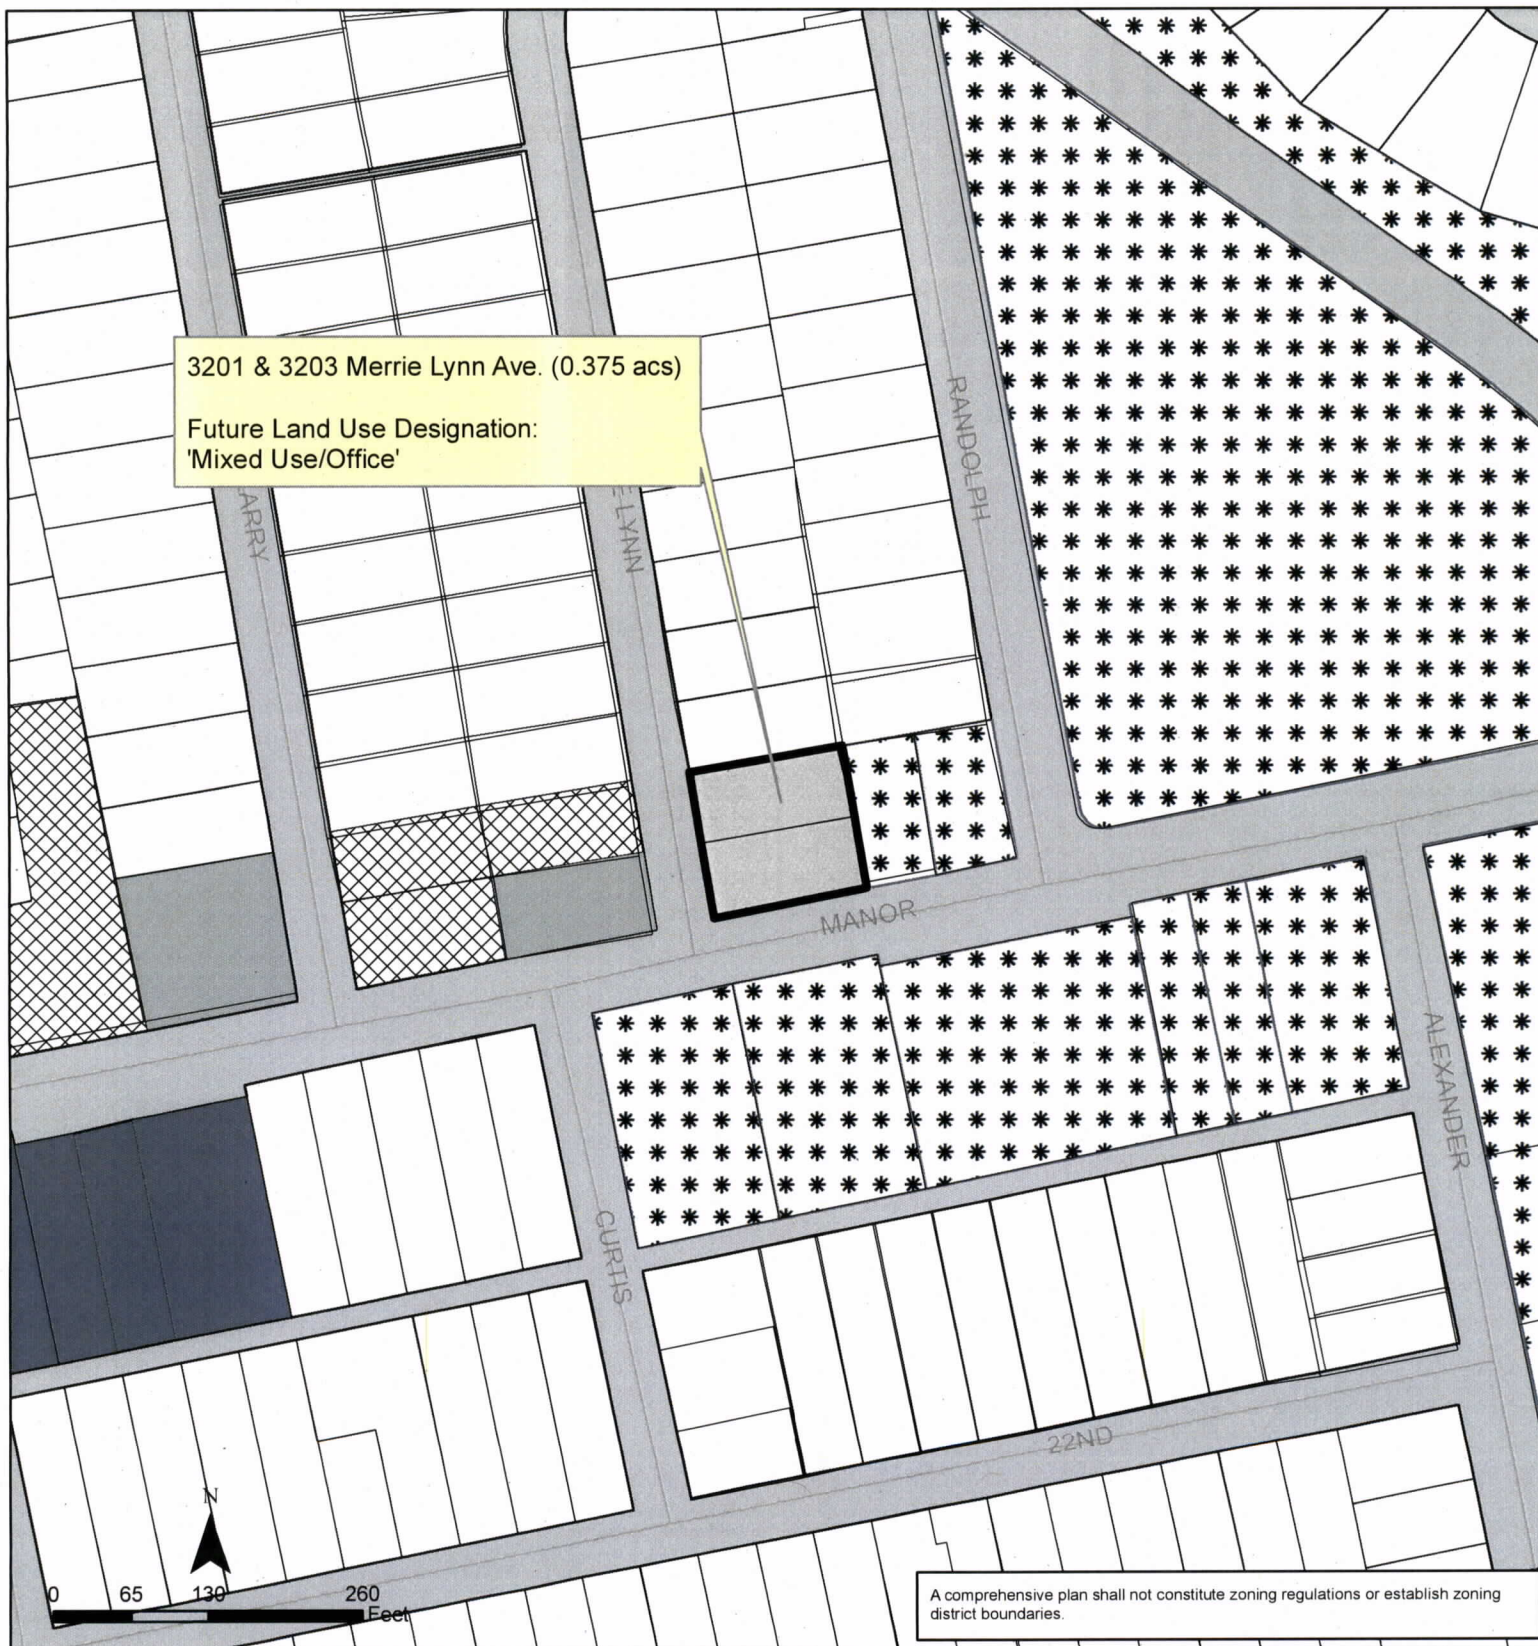 3201 & 3203 Merrie Lynn Ave. (0.375 acs)
Future Land Use Designation:
'Mixed Use/Office'
RANDOLPH
ARRY
E LYNN
MANOR
ALEXANDER
CURTIS
22ND
N
0 65 130 260
Feet
A comprehensive plan shall not constitute zoning regulations or establish zoning
district boundaries.